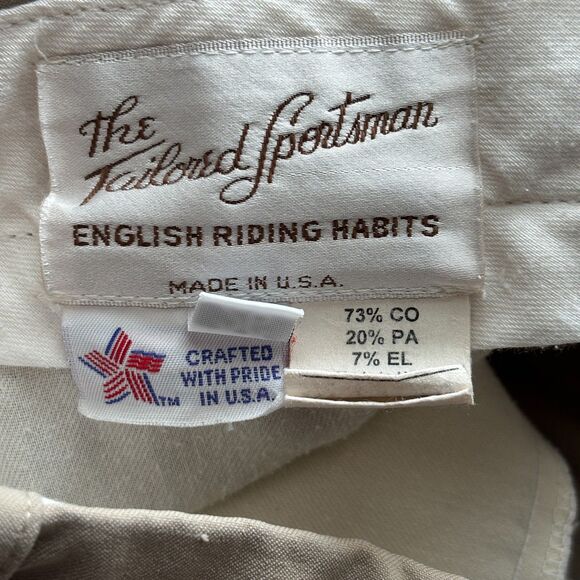 The
Tailored Sportsman
ENGLISH RIDING HABITS
MADE IN U.S.A.
73% CO
20% PA
7% EL
CRAFTED
WITH PRIDE
IN U.S.A.
TM